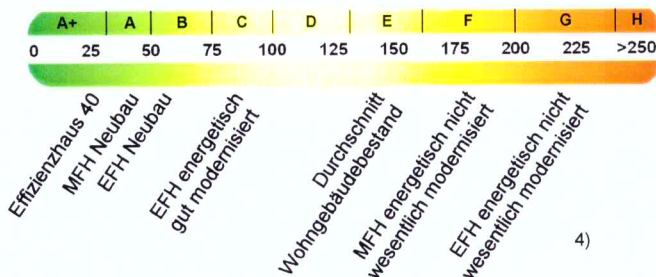 A+ A B C D E F G H
0 25 50 75 100 125 150 175 200 225 >250
Effizienzhaus 40
MFH Neubau
EFH Neubau
EFH energetisch
gut modernisiert
Durchschnitt
Wohngebäudebestand
MFH energetisch nicht
wesentlich modernisiert
EFH energetisch nicht
wesentlich modernisiert
4)